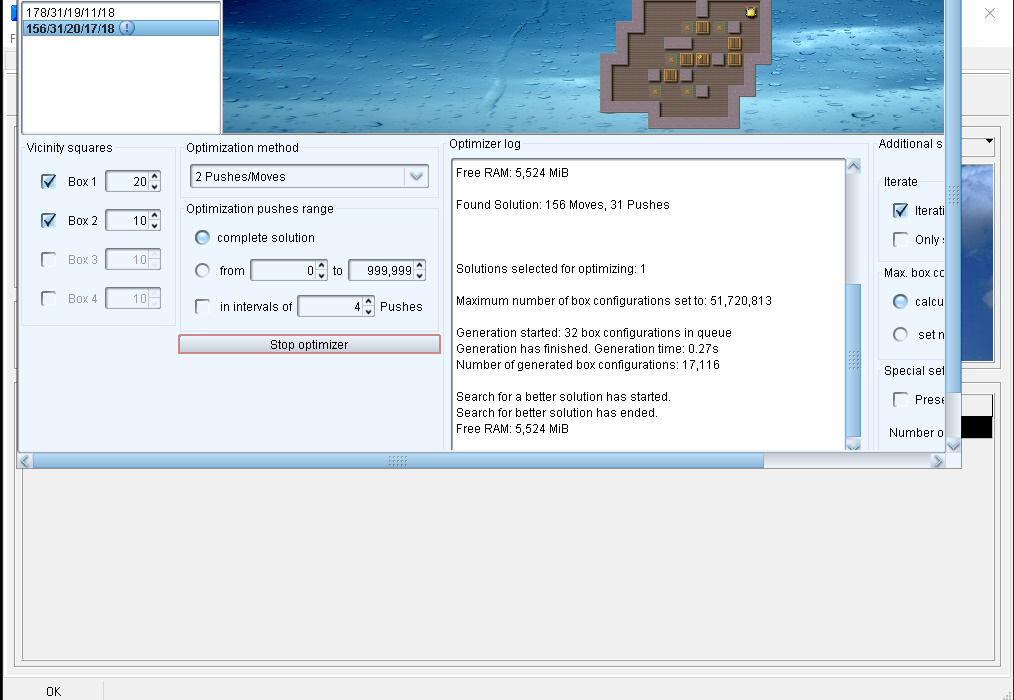 178/31/19/11/18
156/31/20/17/18
F
Vicinity squares
Box 1 20
Box 2 10
Box 3 10
Box 4 10
Optimization method
2 Pushes/Moves
Optimization pushes range
complete solution
from 0 to 999,999
in intervals of 4 Pushes
Stop optimizer
Optimizer log
Free RAM: 5,524 MiB
Found Solution: 156 Moves, 31 Pushes
Solutions selected for optimizing: 1
Maximum number of box configurations set to: 51,720,813
Generation started: 32 box configurations in queue
Generation has finished. Generation time: 0.27s
Number of generated box configurations: 17,116
Search for a better solution has started.
Search for better solution has ended.
Free RAM: 5,524 MiB
Additional s
Iterate
Iterati
Only
Max. box co
calcu
set n
Special set
Prese
Number o
OK